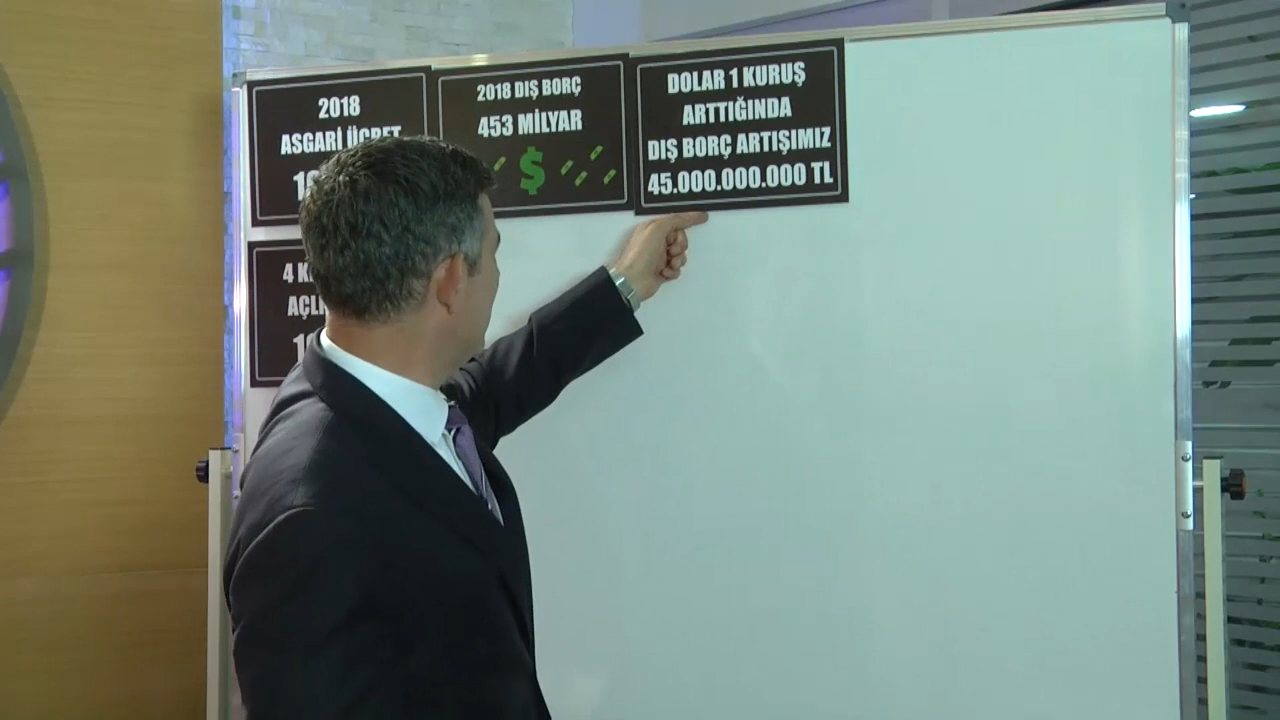 2018
ASGARİ ÜCRET
2018 DIŞ BORÇ
453 MİLYAR
$
DOLAR 1 KURUŞ
ARTTIĞINDA
DIŞ BORÇ ARTIŞIMIZ
45.000.000.000 TL
4